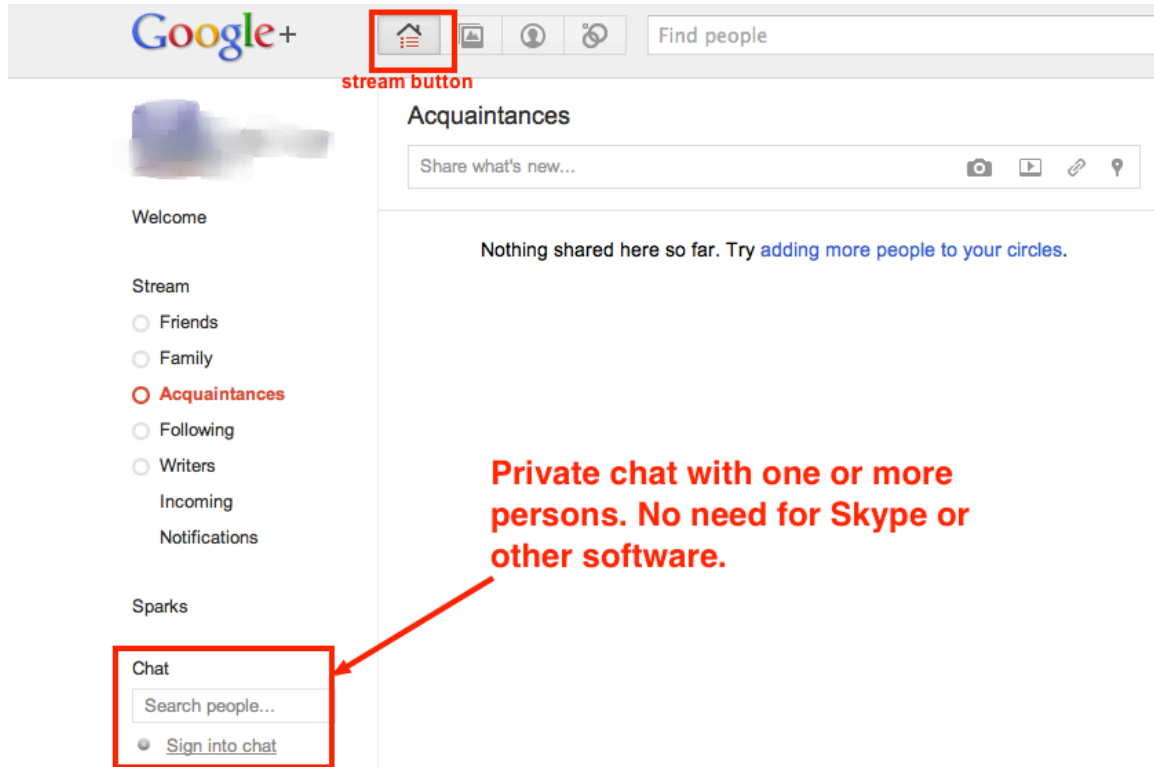 Google+
Find people
stream button
Acquaintances
Share what's new...
Welcome
Nothing shared here so far. Try adding more people to your circles.
Stream
Friends
Family
Acquaintances
Following
Writers
Incoming
Notifications
Private chat with one or more
persons. No need for Skype or
other software.
Sparks
Chat
Search people...
Sign into chat